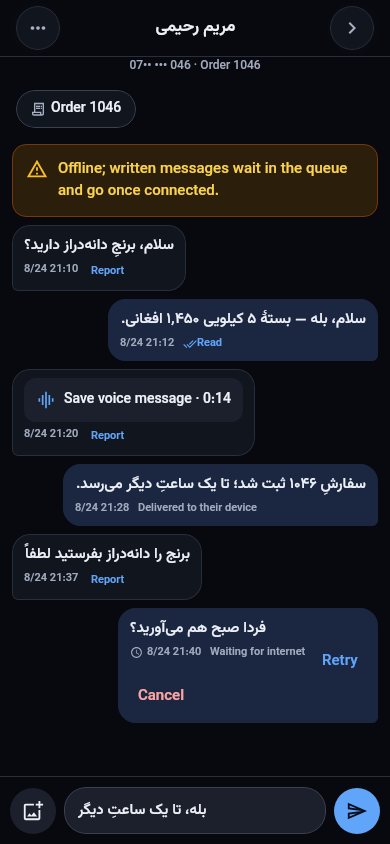 مریم رحیمی
07•• ••• 046 · Order 1046
Order 1046
Offline; written messages wait in the queue
and go once connected.
سلام، برنجِ دانه‌دراز دارید؟
8/24 21:10 Report
سلام، بله — بستهٔ ۵ کیلویی ۱,۴۵۰ افغانی.
8/24 21:12 Read
Save voice message · 0:14
8/24 21:20 Report
سفارشِ ۱۰۴۶ ثبت شد؛ تا یک ساعتِ دیگر می‌رسد.
8/24 21:28 Delivered to their device
برنج را دانه‌دراز بفرستید لطفاً
8/24 21:37 Report
فردا صبح هم می‌آورید؟
8/24 21:40 Waiting for internet
Retry
Cancel
بله، تا یک ساعتِ دیگر